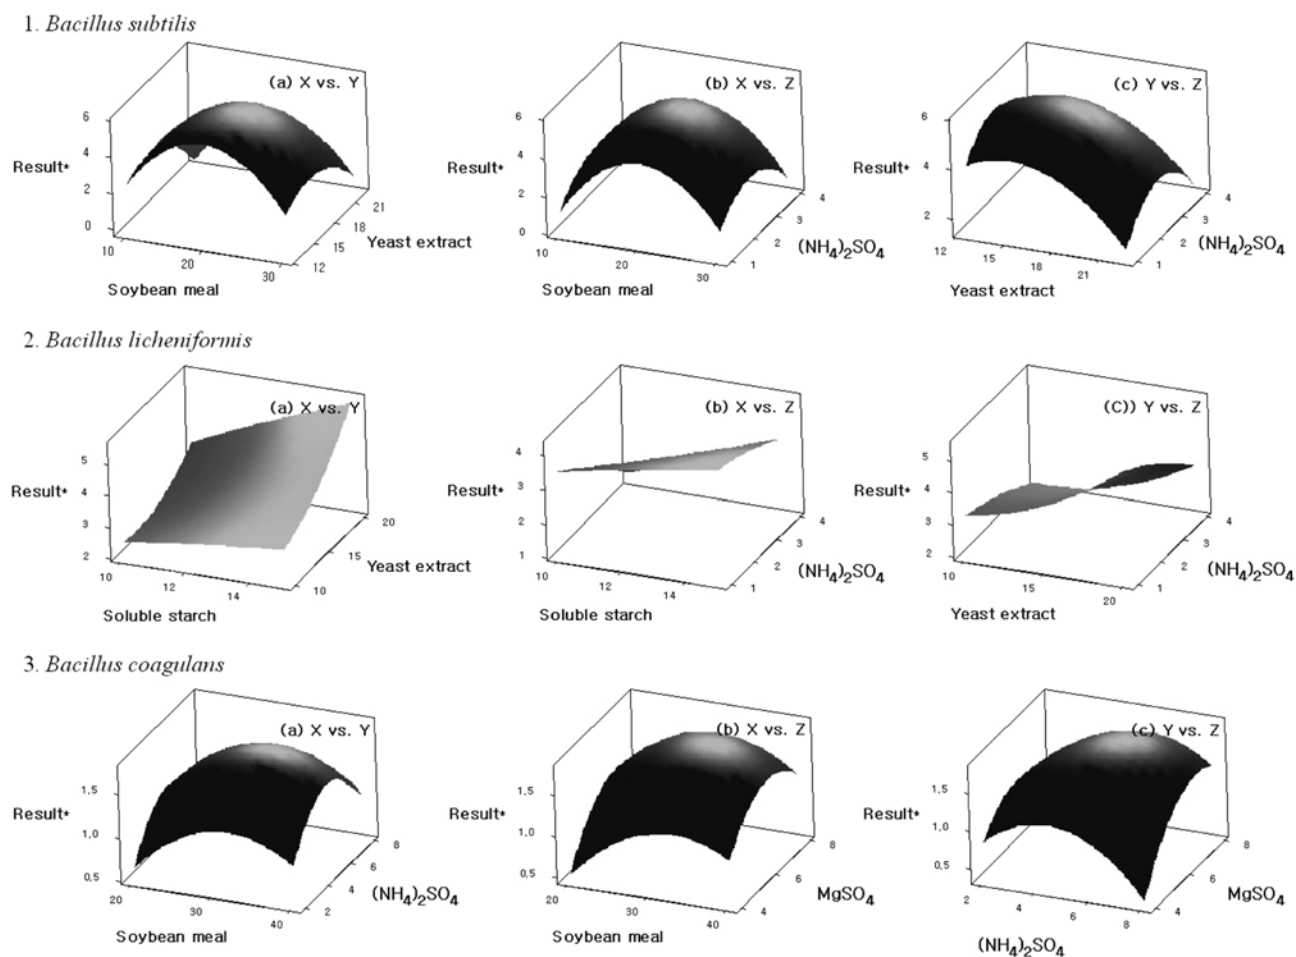 1. Bacillus subtilis
(a) X vs. Y
6
4
2
0
Result*
10
20
30
Soybean meal
12
15
18
21
Yeast extract
(b) X vs. Z
6
4
2
0
Result*
10
20
30
Soybean meal
1
2
3
4
(NH4)2SO4
(c) Y vs. Z
6
4
2
Result*
12
15
18
21
Yeast extract
1
2
3
4
(NH4)2SO4
2. Bacillus licheniformis
(a) X vs. Y
5
4
3
2
Result*
10
12
14
Soluble starch
10
15
20
Yeast extract
(b) X vs. Z
4
3
2
1
Result*
10
12
14
Soluble starch
1
2
3
4
(NH4)2SO4
(C)) Y vs. Z
5
4
3
2
Result*
10
15
20
Yeast extract
1
2
3
4
(NH4)2SO4
3. Bacillus coagulans
(a) X vs. Y
1.5
1.0
0.5
Result*
20
30
40
Soybean meal
2
4
6
8
(NH4)2SO4
(b) X vs. Z
1.5
1.0
0.5
Result*
20
30
40
Soybean meal
4
6
8
MgSO4
(c) Y vs. Z
1.5
1.0
0.5
Result*
2
4
6
8
(NH4)2SO4
4
6
8
MgSO4